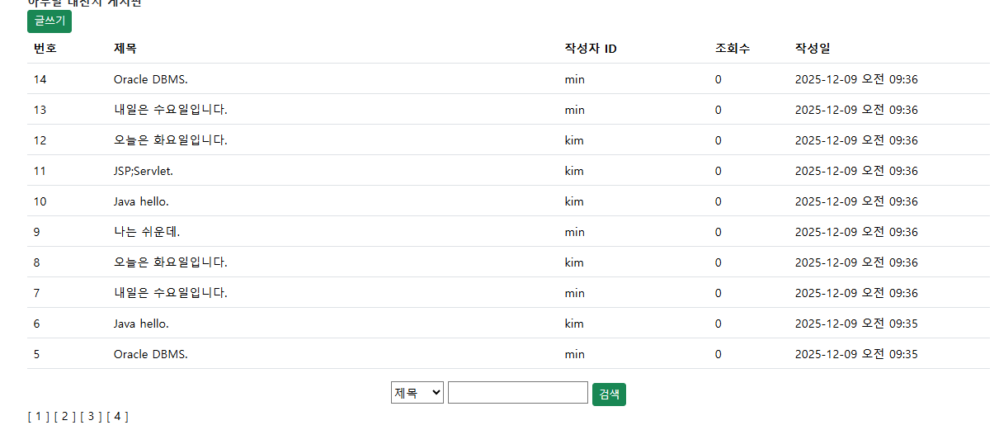 아무말 대잔치 게시판
글쓰기
번호 제목 작성자 ID 조회수 작성일
14 Oracle DBMS. min 0 2025-12-09 오전 09:36
13 내일은 수요일입니다. min 0 2025-12-09 오전 09:36
12 오늘은 화요일입니다. kim 0 2025-12-09 오전 09:36
11 JSP;Servlet. kim 0 2025-12-09 오전 09:36
10 Java hello. kim 0 2025-12-09 오전 09:36
9 나는 쉬운데. min 0 2025-12-09 오전 09:36
8 오늘은 화요일입니다. kim 0 2025-12-09 오전 09:36
7 내일은 수요일입니다. min 0 2025-12-09 오전 09:36
6 Java hello. kim 0 2025-12-09 오전 09:35
5 Oracle DBMS. min 0 2025-12-09 오전 09:35
제목 검색
[ 1 ] [ 2 ] [ 3 ] [ 4 ]